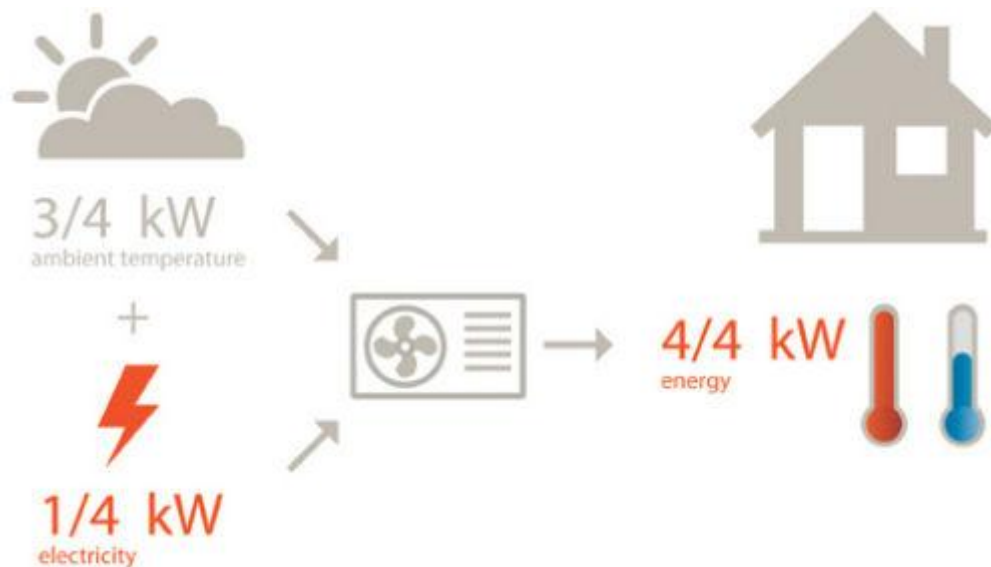 3/4 kW
ambient temperature
+
1/4 kW
electricity
4/4 kW
energy